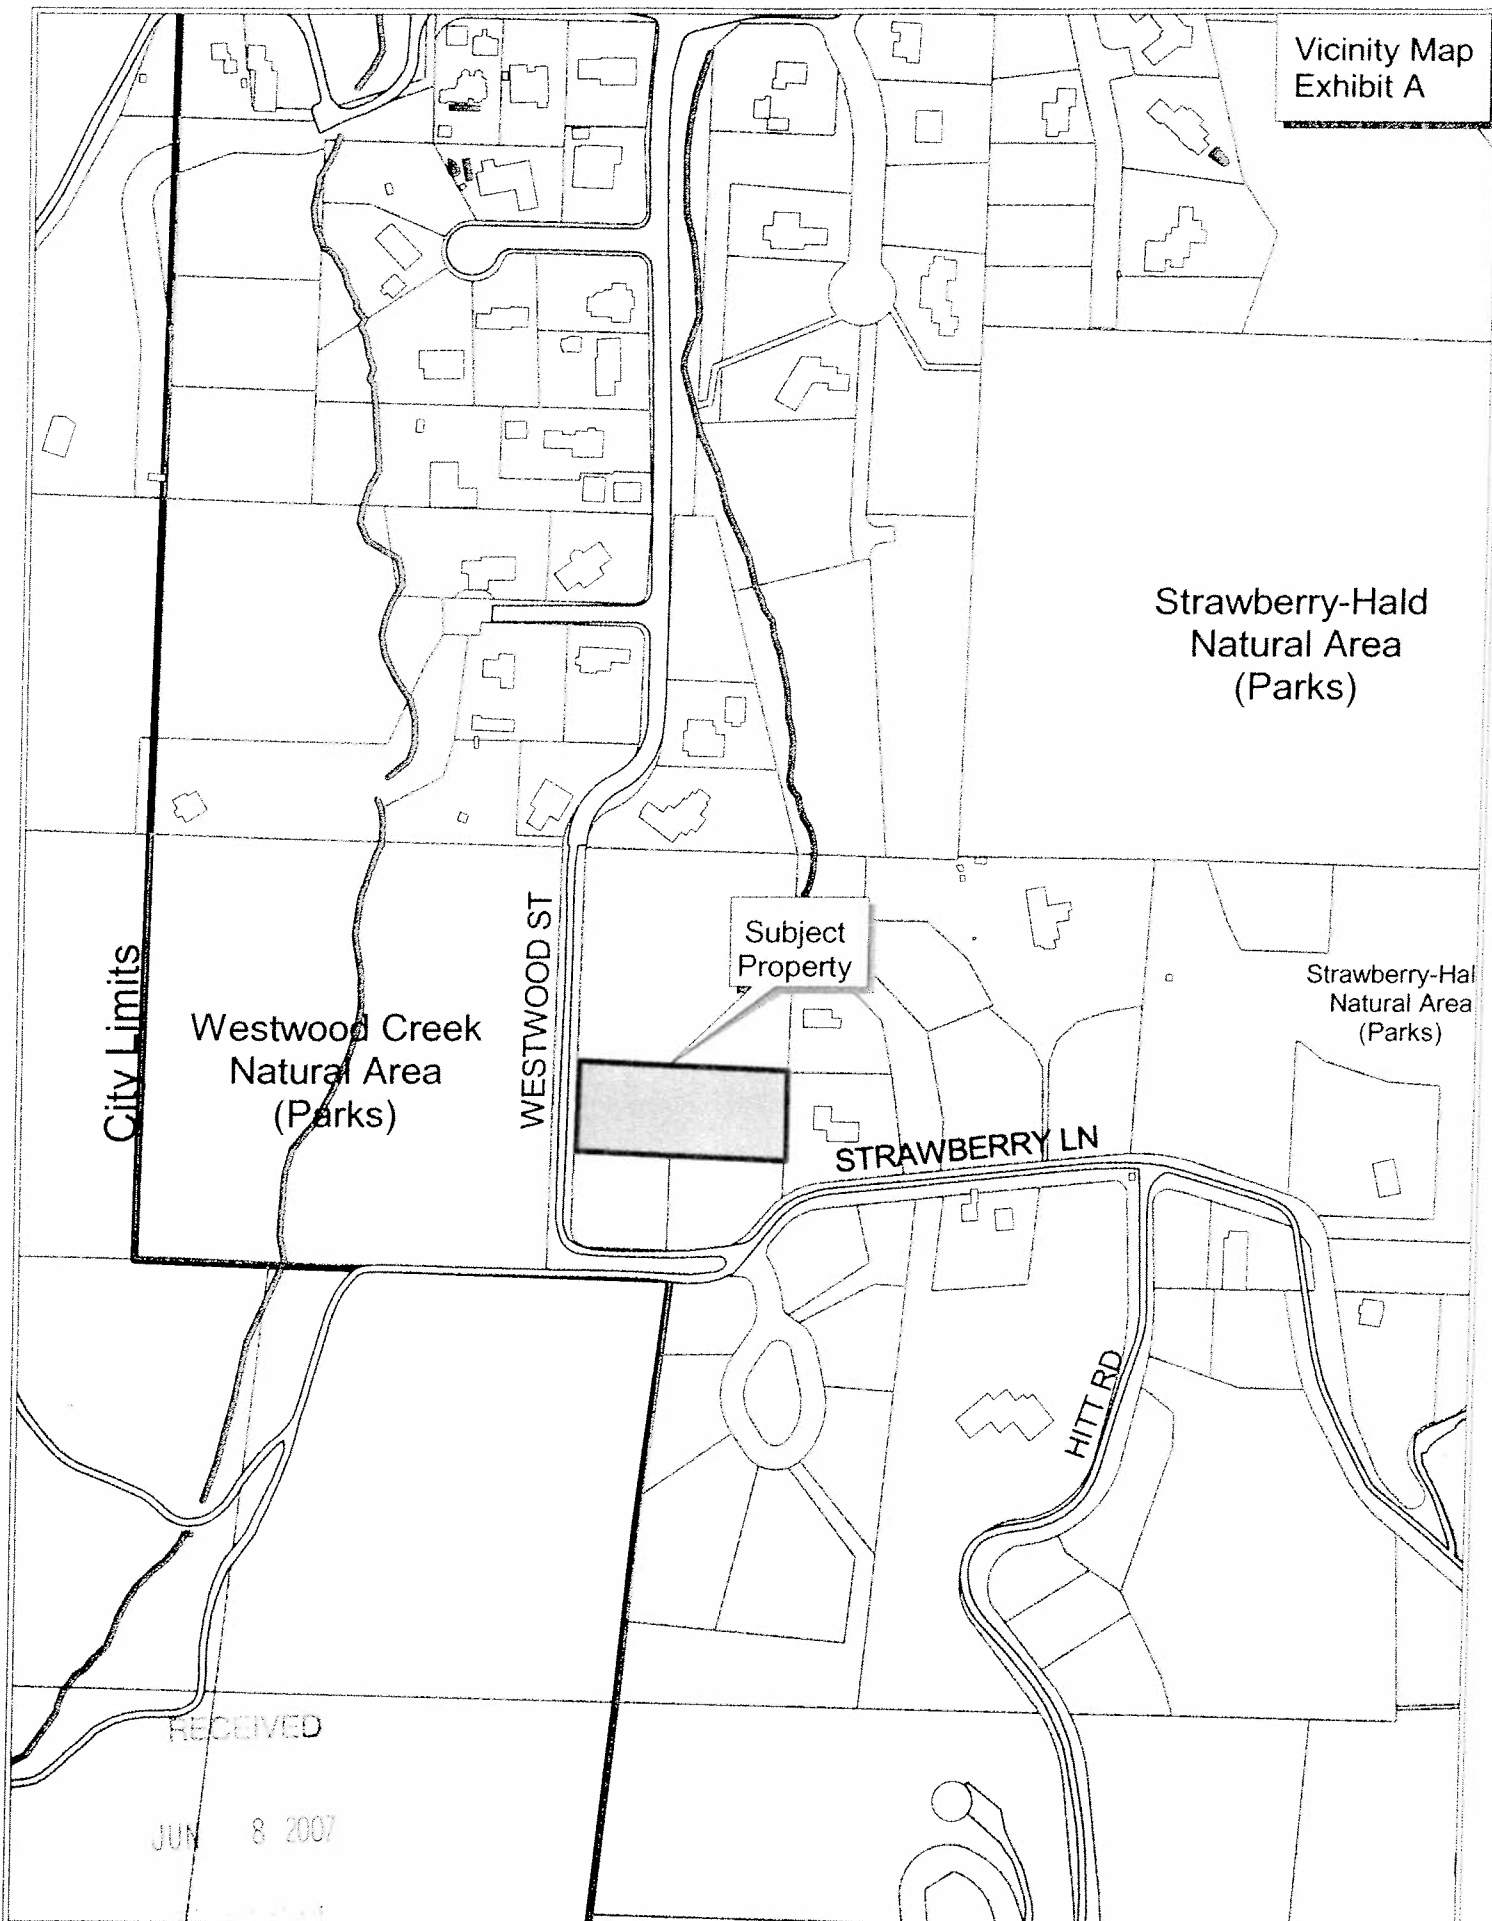 Vicinity Map
Exhibit A
Strawberry-Hald
Natural Area
(Parks)
Subject
Property
WESTWOOD ST
City Limits
Westwood Creek
Natural Area
(Parks)
Strawberry-Hal
Natural Area
(Parks)
STRAWBERRY LN
HITT RD
RECEIVED
JUN 8 2007